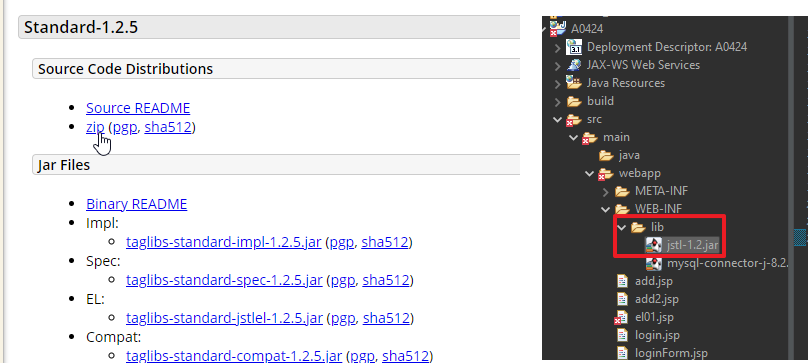 Standard-1.2.5
Source Code Distributions
Source README
zip (pgp, sha512)
Jar Files
Binary README
Impl:
taglibs-standard-impl-1.2.5.jar (pgp, sha512)
Spec:
taglibs-standard-spec-1.2.5.jar (pgp, sha512)
EL:
taglibs-standard-jstlel-1.2.5.jar (pgp, sha512)
Compat:
taglibs-standard-compat-1.2.5.jar (pgp, sha512)
A0424
3.1
Deployment Descriptor: A0424
JAX-WS Web Services
Java Resources
build
src
main
java
webapp
META-INF
WEB-INF
lib
jstl-1.2.jar
mysql-connector-j-8.2.
add.jsp
add2.jsp
el01.jsp
login.jsp
loginForm.jsp